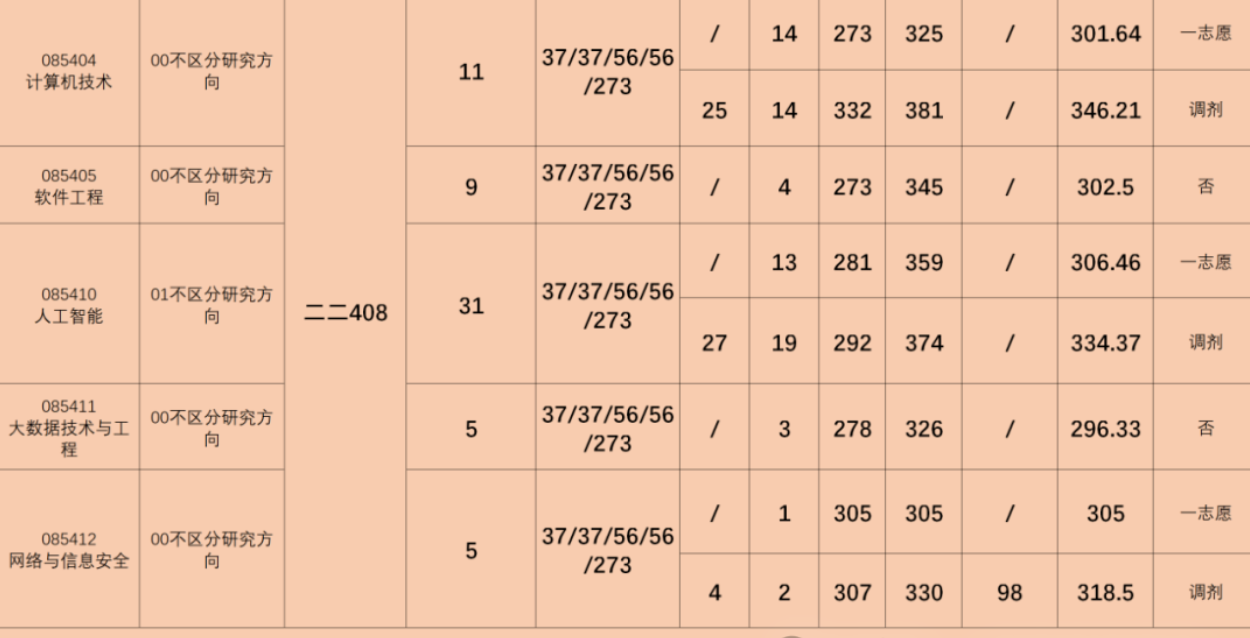 085404
计算机技术
00不区分研究方
向
二二408
11
37/37/56/56
/273
/ 14 273 325 / 301.64 一志愿
25 14 332 381 / 346.21 调剂
085405
软件工程
00不区分研究方
向
9
37/37/56/56
/273
/ 4 273 345 / 302.5 否
085410
人工智能
01不区分研究方
向
31
37/37/56/56
/273
/ 13 281 359 / 306.46 一志愿
27 19 292 374 / 334.37 调剂
085411
大数据技术与工
程
00不区分研究方
向
5
37/37/56/56
/273
/ 3 278 326 / 296.33 否
085412
网络与信息安全
00不区分研究方
向
5
37/37/56/56
/273
/ 1 305 305 / 305 一志愿
4 2 307 330 98 318.5 调剂